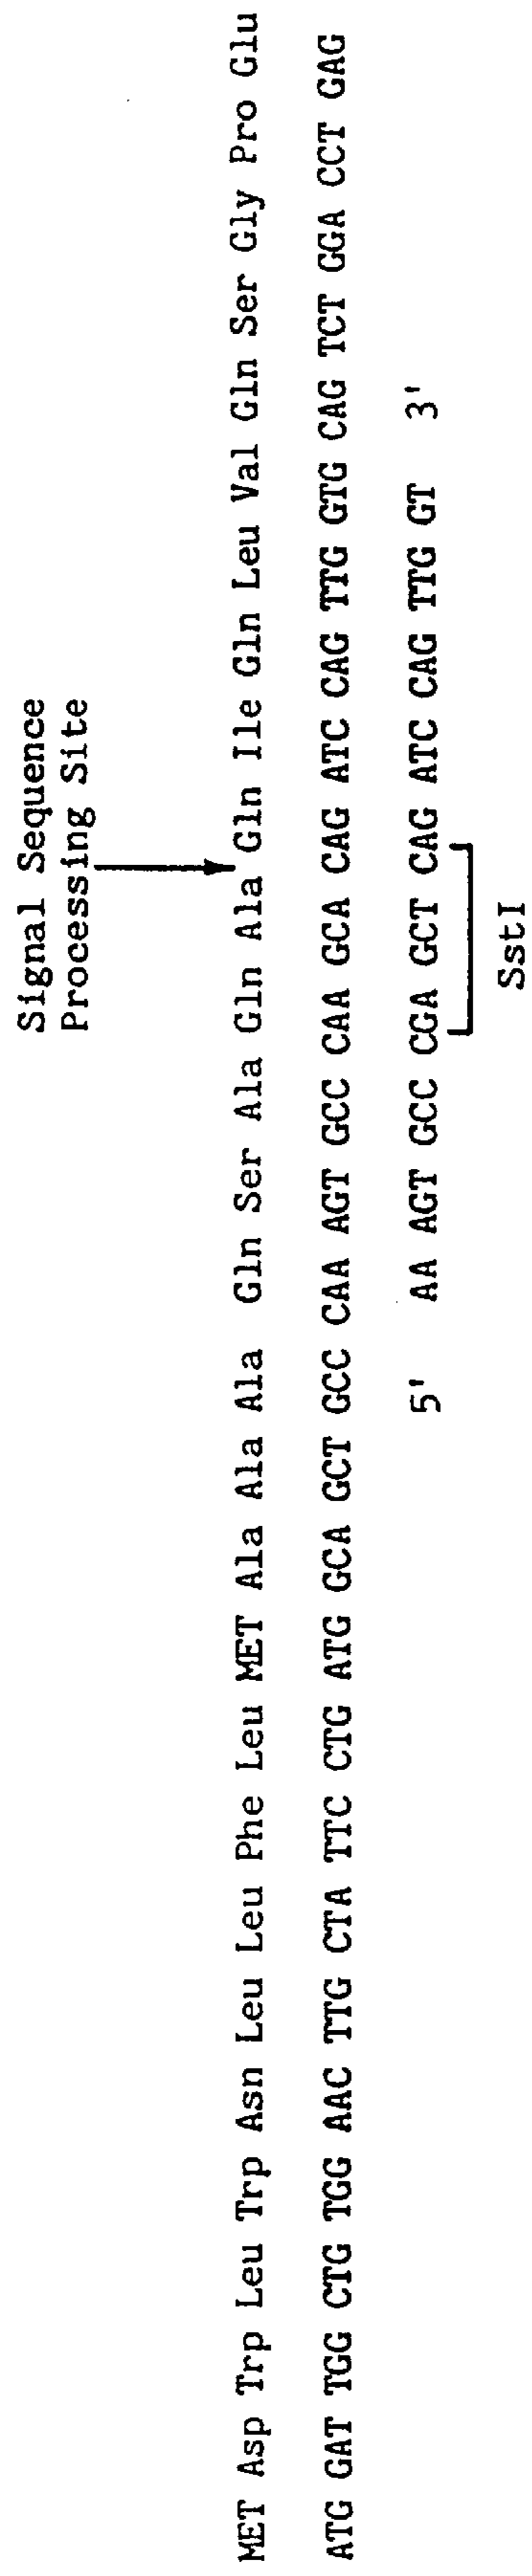 Signal Sequence
Processing Site
MET Asp Trp Leu Trp Asn Leu Leu Phe Leu MET Ala Ala Ala Gln Ser Ala Gln Ala Gln Ile Gln Leu Val Gln Ser Gly Pro Glu
ATG GAT TGG CTG TGG AAC TTG CTA TTC CTG ATG GCA GCT GCC CAA AGT GCC CAA GCA CAG ATC CAG TTG GTG CAG TCT GGA CCT GAG
5' AA AGT GCC CGA GCT CAG ATC CAG TTG GT 3'
SstI